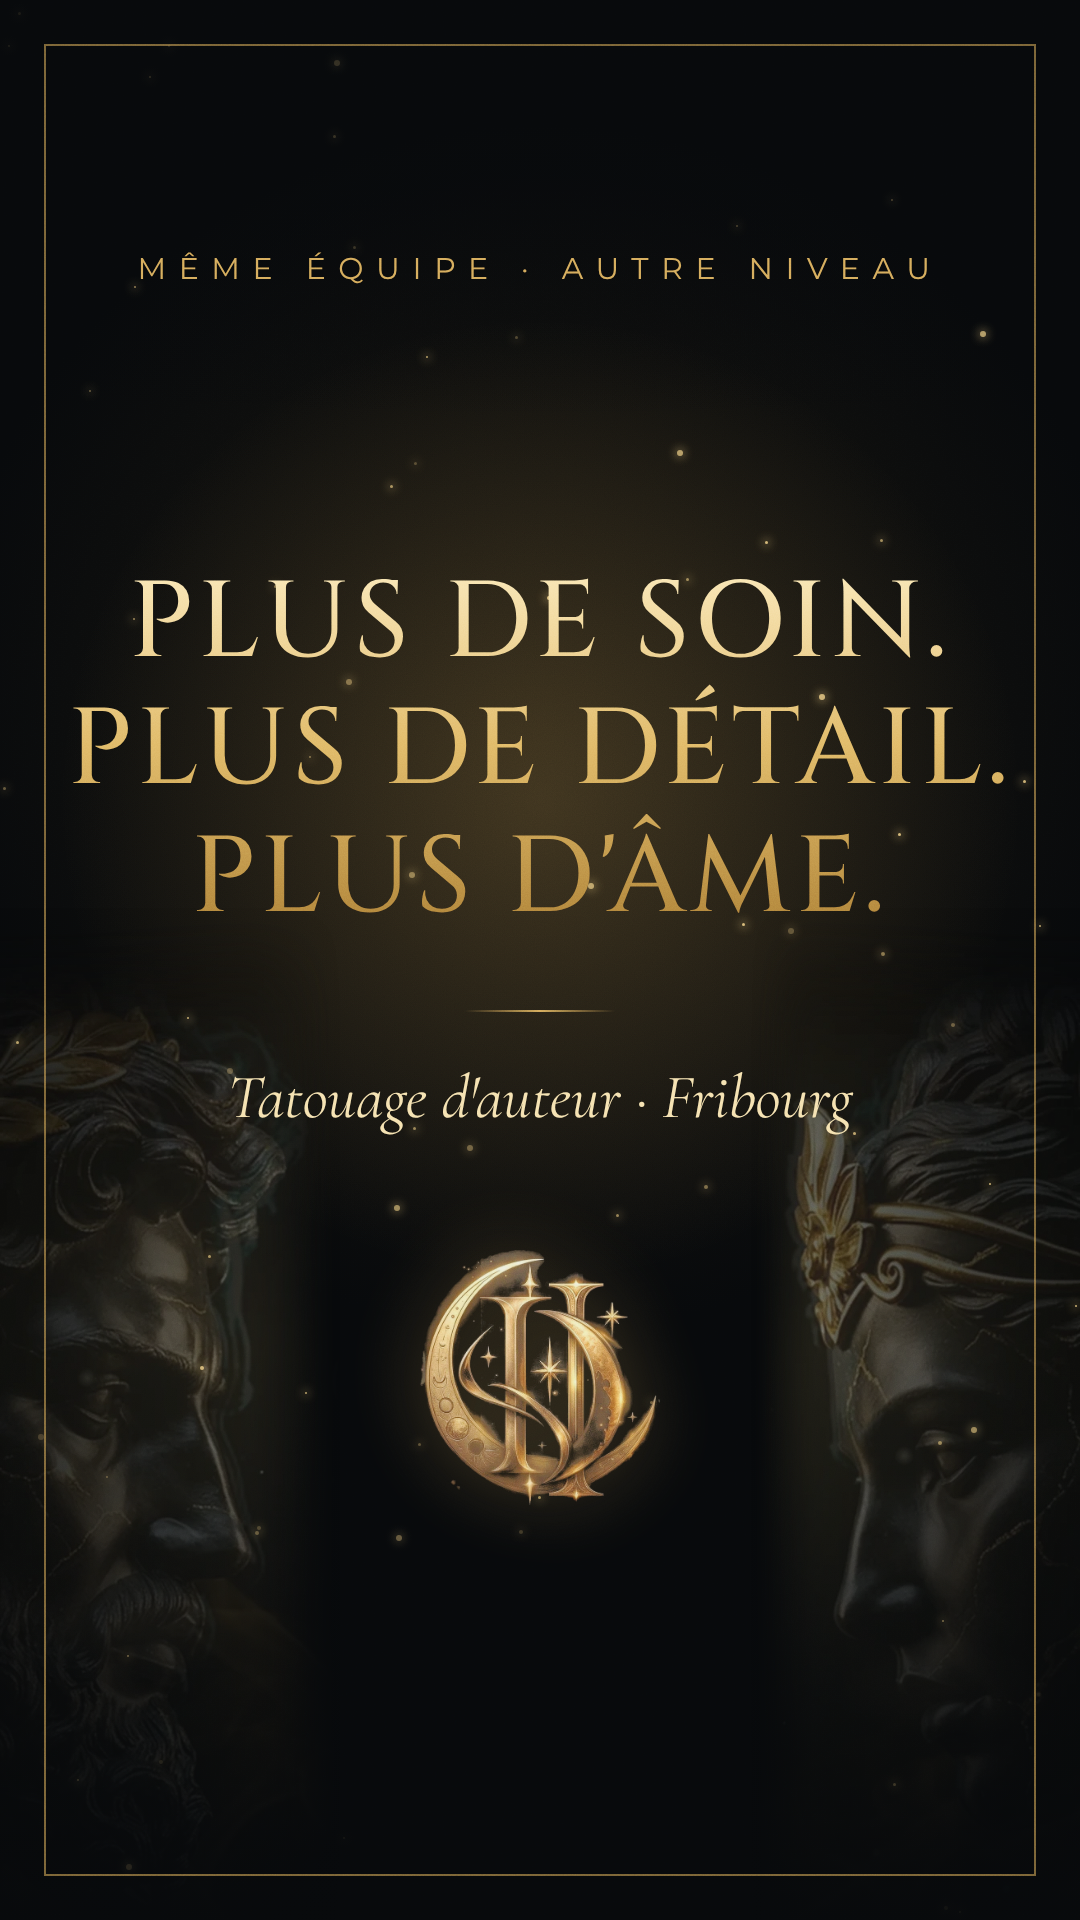 MÊME ÉQUIPE · AUTRE NIVEAU
PLUS DE SOIN.
PLUS DE DÉTAIL.
PLUS D'ÂME.
Tatouage d'auteur · Fribourg